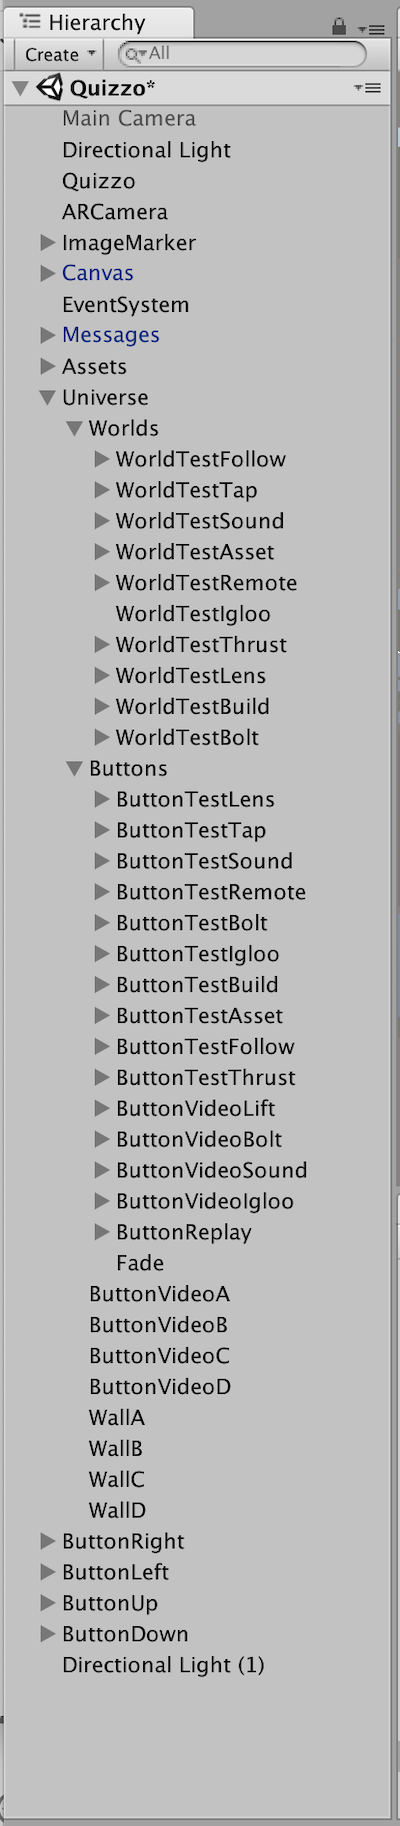 Hierarchy
Create All
Quizzo*
Main Camera
Directional Light
Quizzo
ARCamera
ImageMarker
Canvas
EventSystem
Messages
Assets
Universe
Worlds
WorldTestFollow
WorldTestTap
WorldTestSound
WorldTestAsset
WorldTestRemote
WorldTestIgloo
WorldTestThrust
WorldTestLens
WorldTestBuild
WorldTestBolt
Buttons
ButtonTestLens
ButtonTestTap
ButtonTestSound
ButtonTestRemote
ButtonTestBolt
ButtonTestIgloo
ButtonTestBuild
ButtonTestAsset
ButtonTestFollow
ButtonTestThrust
ButtonVideoLift
ButtonVideoBolt
ButtonVideoSound
ButtonVideoIgloo
ButtonReplay
Fade
ButtonVideoA
ButtonVideoB
ButtonVideoC
ButtonVideoD
WallA
WallB
WallC
WallD
ButtonRight
ButtonLeft
ButtonUp
ButtonDown
Directional Light (1)